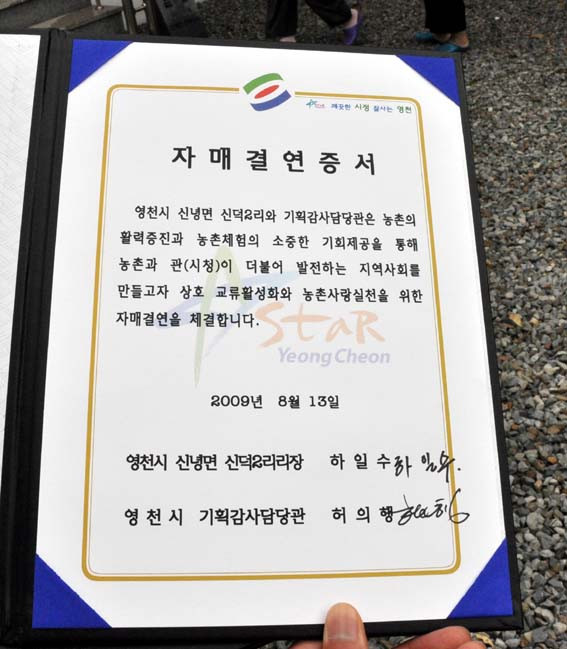 깨끗한 시정 잘사는 영천
자매결연증서
영천시 신녕면 신덕2리와 기획감사담당관은 농촌의
활력증진과 농촌체험의 소중한 기회제공을 통해
농촌과 관(시청)이 더불어 발전하는 지역사회를
만들고자 상호 교류활성화와 농촌사랑실천을 위한
자매결연을 체결합니다.
STAR
Yeong Cheon
2009년 8월 13일
영천시 신녕면 신덕2리리장 하일수 하일수.
영천시 기획감사담당관 허의행